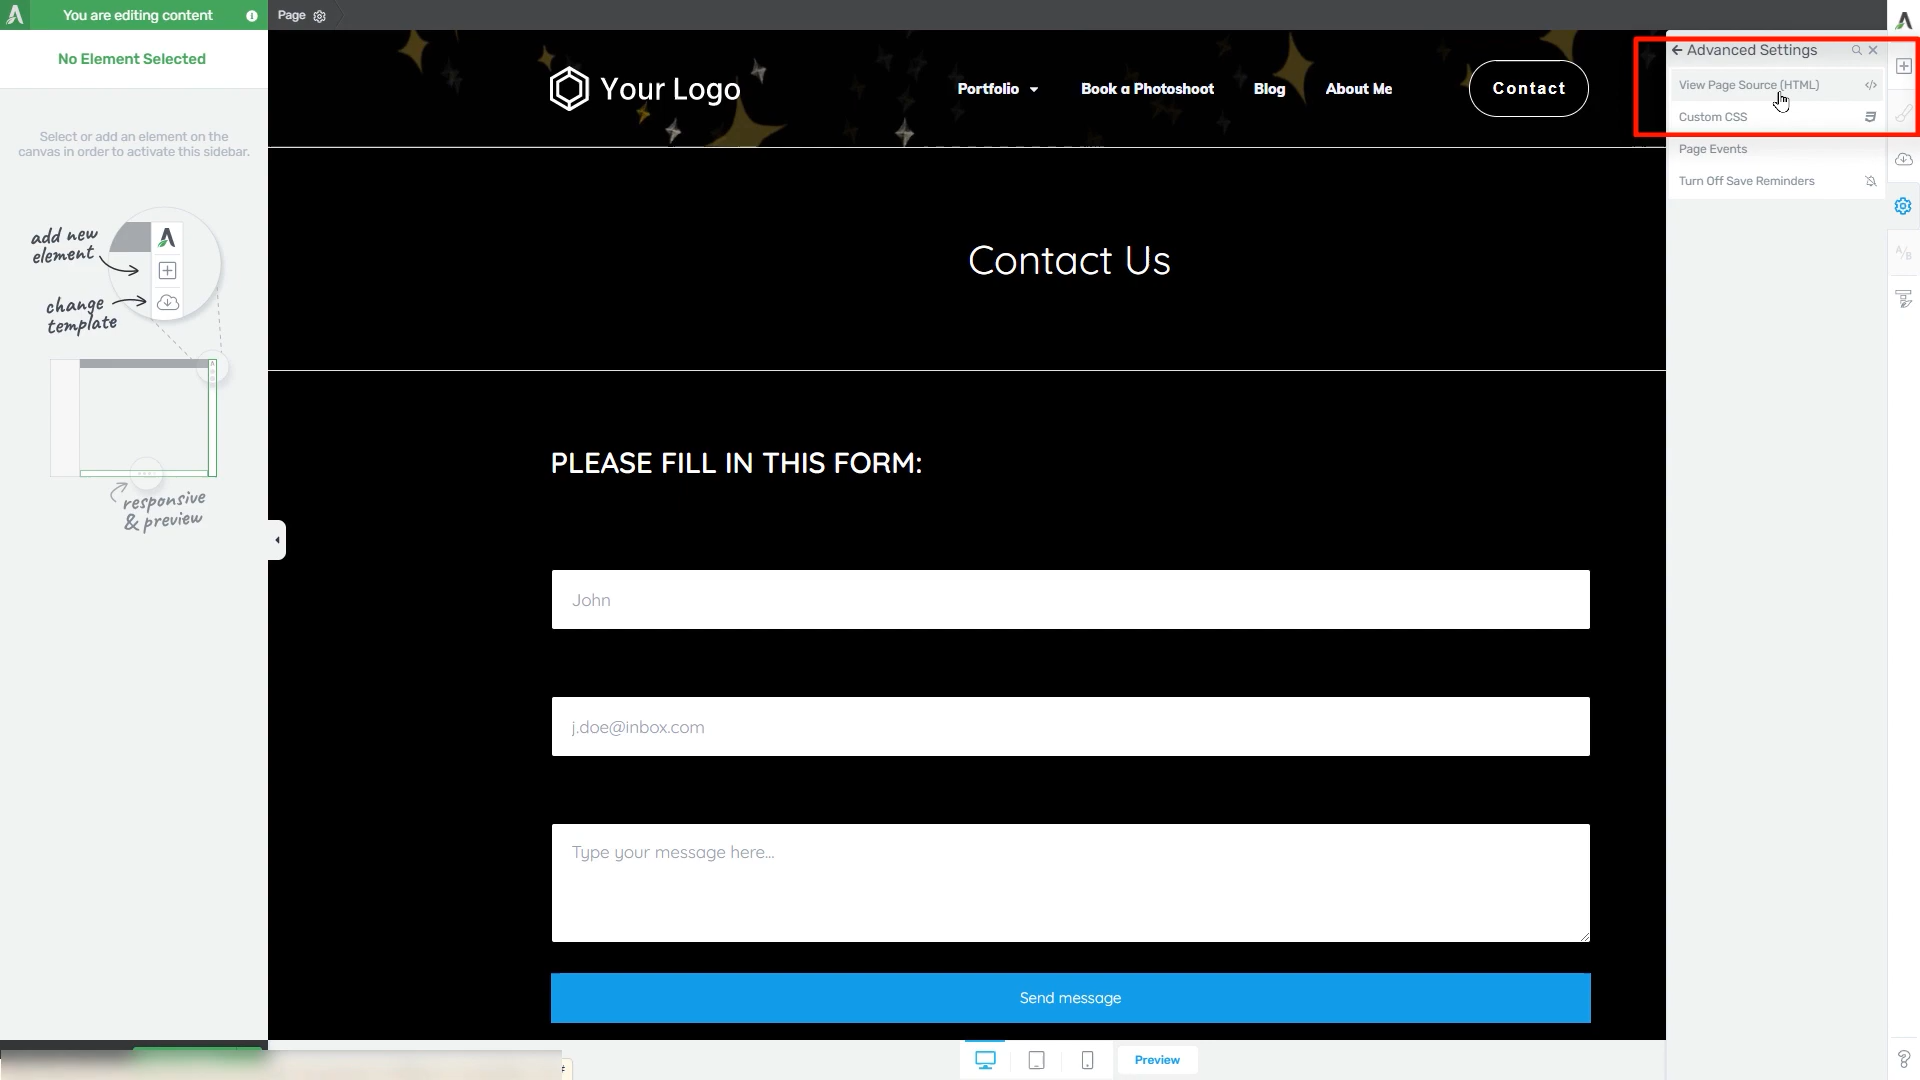 You are editing content
Page
No Element Selected
Select or add an element on the
canvas in order to activate this sidebar.
add new
element
change
template
responsive
& preview
Your Logo
Portfolio
Book a Photoshoot
Blog
About Me
Contact
Contact Us
PLEASE FILL IN THIS FORM:
John
j.doe@inbox.com
Type your message here...
Send message
Preview
Advanced Settings
View Page Source (HTML)
Custom CSS
Page Events
Turn Off Save Reminders
A/B